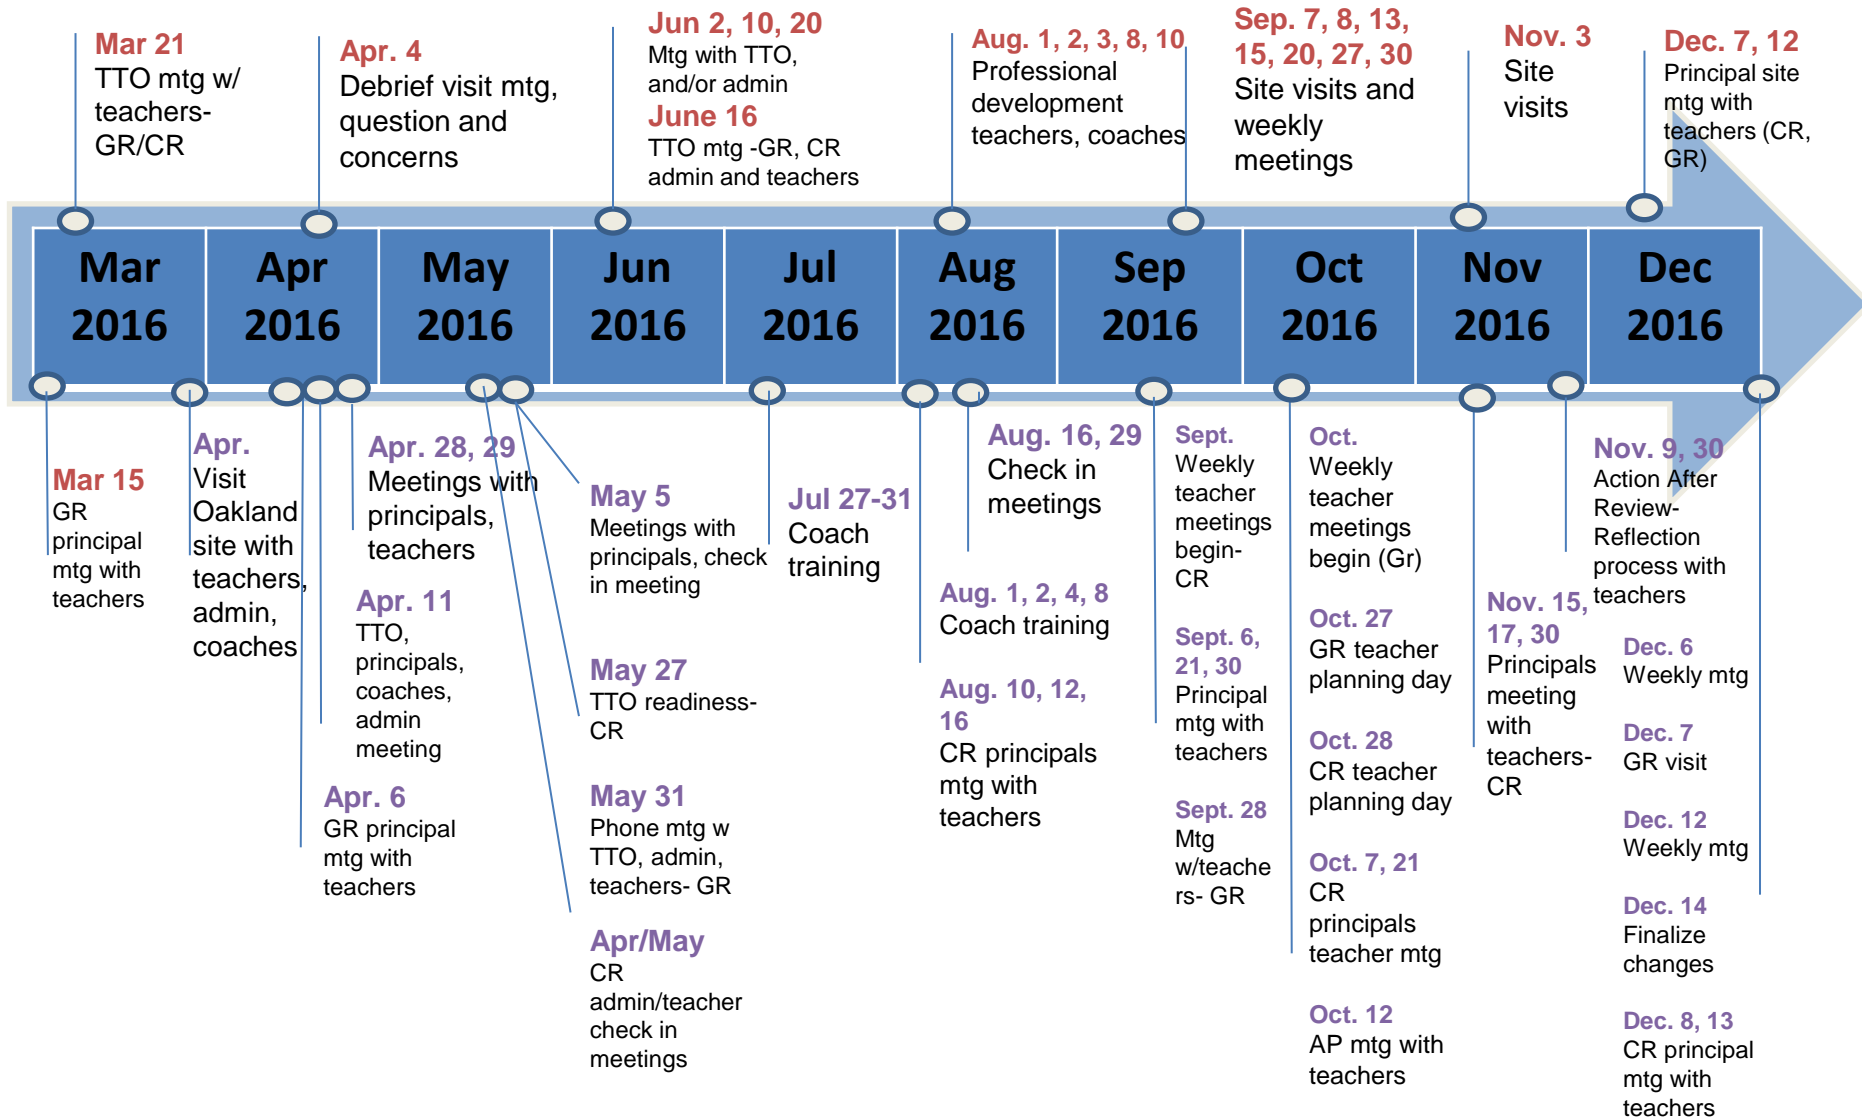 Mar 21
TTO mtg w/
teachers-
GR/CR
Apr. 4
Debrief visit mtg,
question and
concerns
Jun 2, 10, 20
Mtg with TTO,
and/or admin
June 16
TTO mtg -GR, CR
admin and teachers
Aug. 1, 2, 3, 8, 10
Professional
development
teachers, coaches
Sep. 7, 8, 13,
15, 20, 27, 30
Site visits and
weekly
meetings
Nov. 3
Site
visits
Dec. 7, 12
Principal site
mtg with
teachers (CR,
GR)
Mar
2016
Apr
2016
May
2016
Jun
2016
Jul
2016
Aug
2016
Sep
2016
Oct
2016
Nov
2016
Dec
2016
Mar 15
GR
principal
mtg with
teachers
Apr.
Visit
Oakland
site with
teachers,
admin,
coaches
Apr. 28, 29
Meetings with
principals,
teachers
Apr. 11
TTO,
principals,
coaches,
admin
meeting
Apr. 6
GR principal
mtg with
teachers
May 5
Meetings with
principals, check
in meeting
May 27
TTO readiness-
CR
May 31
Phone mtg w
TTO, admin,
teachers- GR
Apr/May
CR
admin/teacher
check in
meetings
Jul 27-31
Coach
training
Aug. 16, 29
Check in
meetings
Aug. 1, 2, 4, 8
Coach training
Aug. 10, 12,
16
CR principals
mtg with
teachers
Sept.
Weekly
teacher
meetings
begin-
CR
Sept. 6,
21, 30
Principal
mtg with
teachers
Sept. 28
Mtg
w/teache
rs- GR
Oct.
Weekly
teacher
meetings
begin (Gr)
Oct. 27
GR teacher
planning day
Oct. 28
CR teacher
planning day
Oct. 7, 21
CR
principals
teacher mtg
Oct. 12
AP mtg with
teachers
Nov. 9, 30
Action After
Review-
Reflection
process with
teachers
Nov. 15,
17, 30
Principals
meeting
with
teachers-
CR
Dec. 6
Weekly mtg
Dec. 7
GR visit
Dec. 12
Weekly mtg
Dec. 14
Finalize
changes
Dec. 8, 13
CR principal
mtg with
teachers